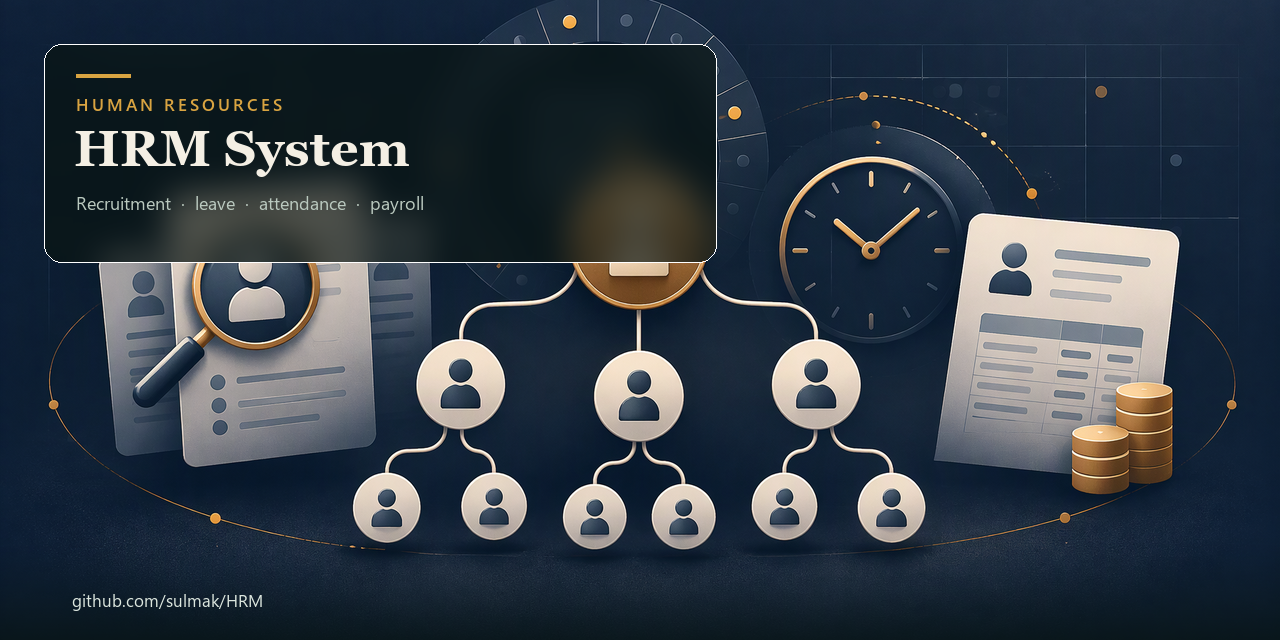 HUMAN RESOURCES
HRM System
Recruitment · leave · attendance · payroll
github.com/sulmak/HRM